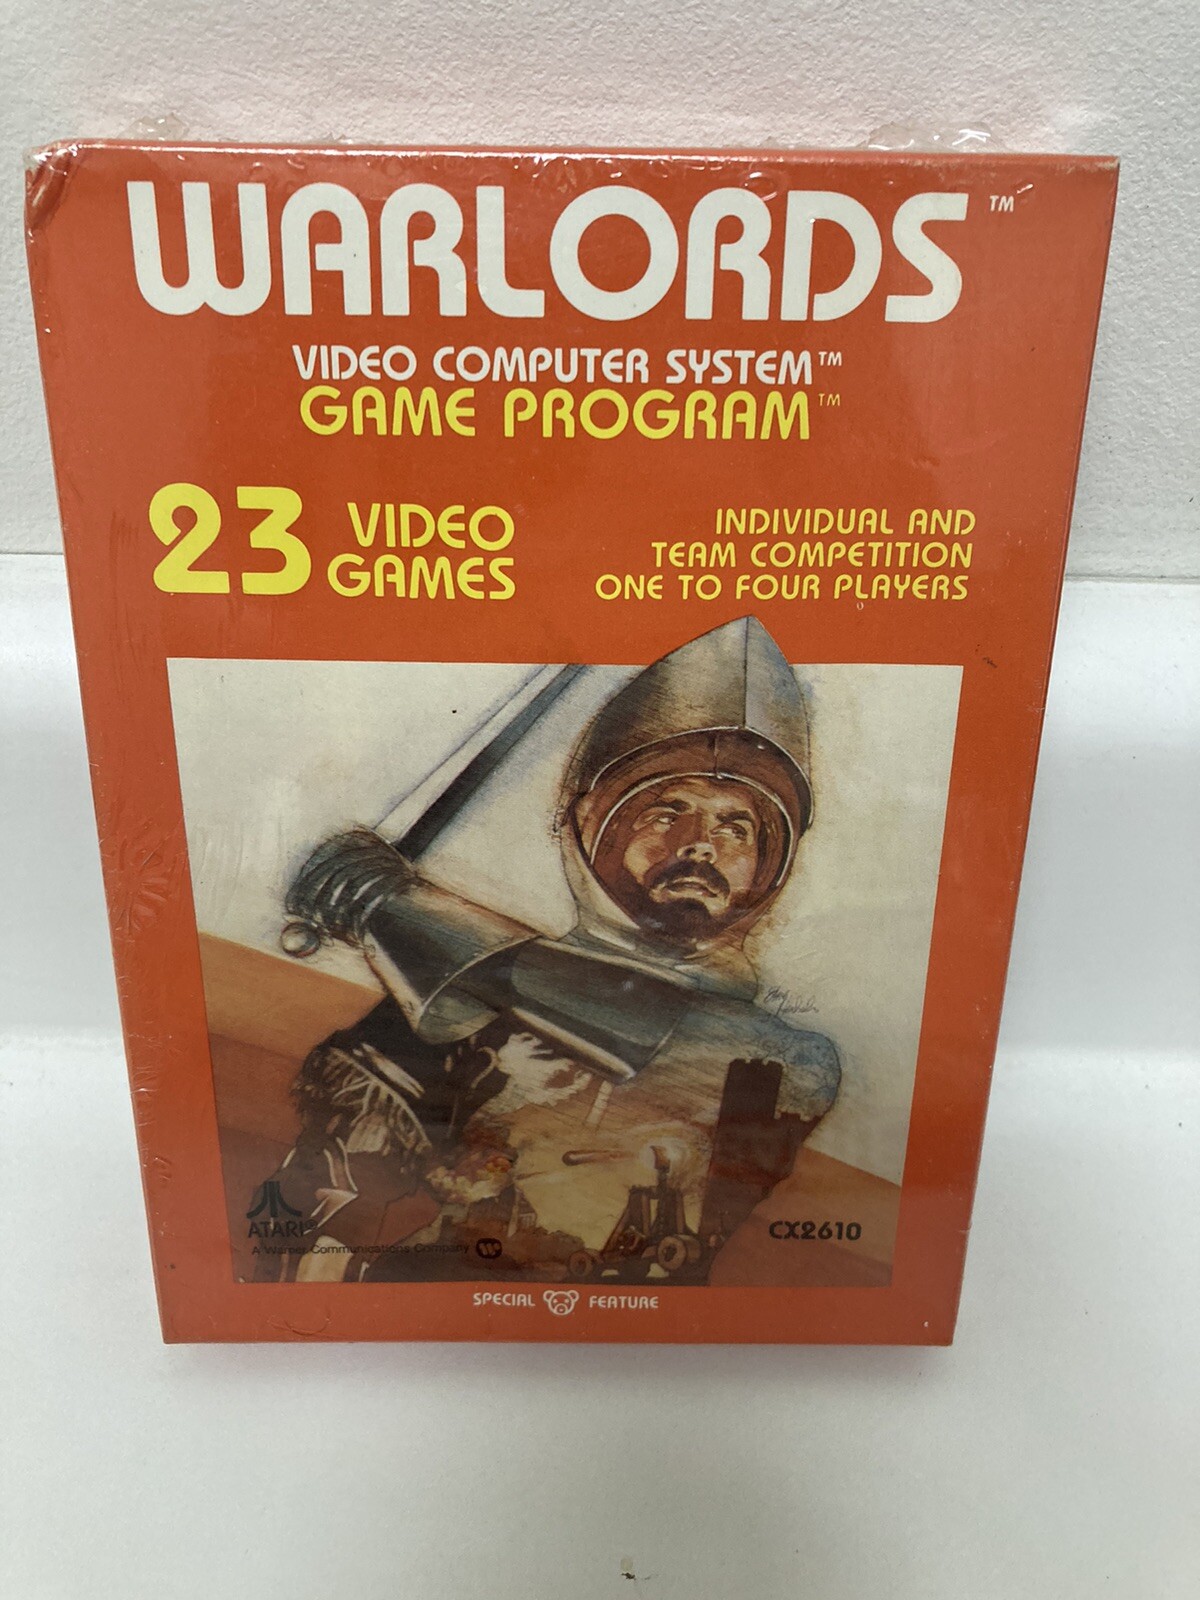 WARLORDS™
VIDEO COMPUTER SYSTEM™
GAME PROGRAM™
23 VIDEO GAMES
INDIVIDUAL AND
TEAM COMPETITION
ONE TO FOUR PLAYERS
ATARI®
A Warner Communications Company
CX2610
SPECIAL FEATURE